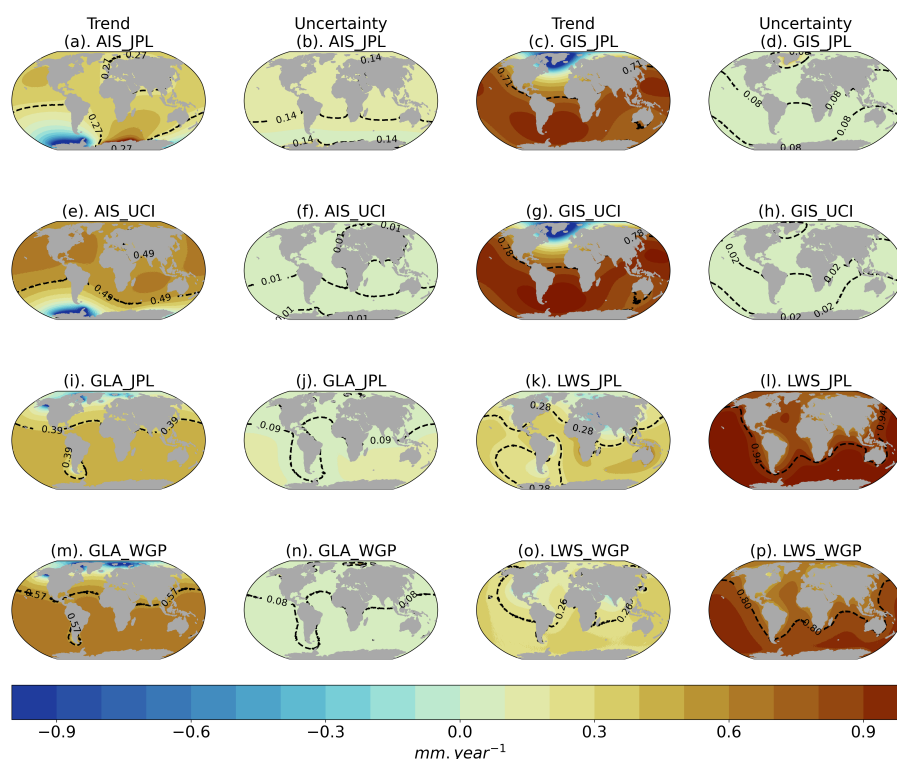 Trend Uncertainty Trend Uncertainty
(a). AIS_JPL (b). AIS_JPL (c). GIS_JPL (d). GIS_JPL
0.27 0.27 0.27 0.27
0.14 0.14 0.14
0.71 0.71
0.08 0.08 0.08
(e). AIS_UCI (f). AIS_UCI (g). GIS_UCI (h). GIS_UCI
0.49 0.49 0.49
0.01 0.01 0.01 0.01
0.78 0.78
0.02 0.02 0.02
(i). GLA_JPL (j). GLA_JPL (k). LWS_JPL (l). LWS_JPL
0.39 0.39 0.39
0.09 0.09
0.28 0.28 0.28
0.94 0.94
(m). GLA_WGP (n). GLA_WGP (o). LWS_WGP (p). LWS_WGP
0.57 0.57 0.57
0.08 0.08
0.26 0.26
0.80 0.80
−0.9 −0.6 −0.3 0.0 0.3 0.6 0.9
mm. year⁻¹